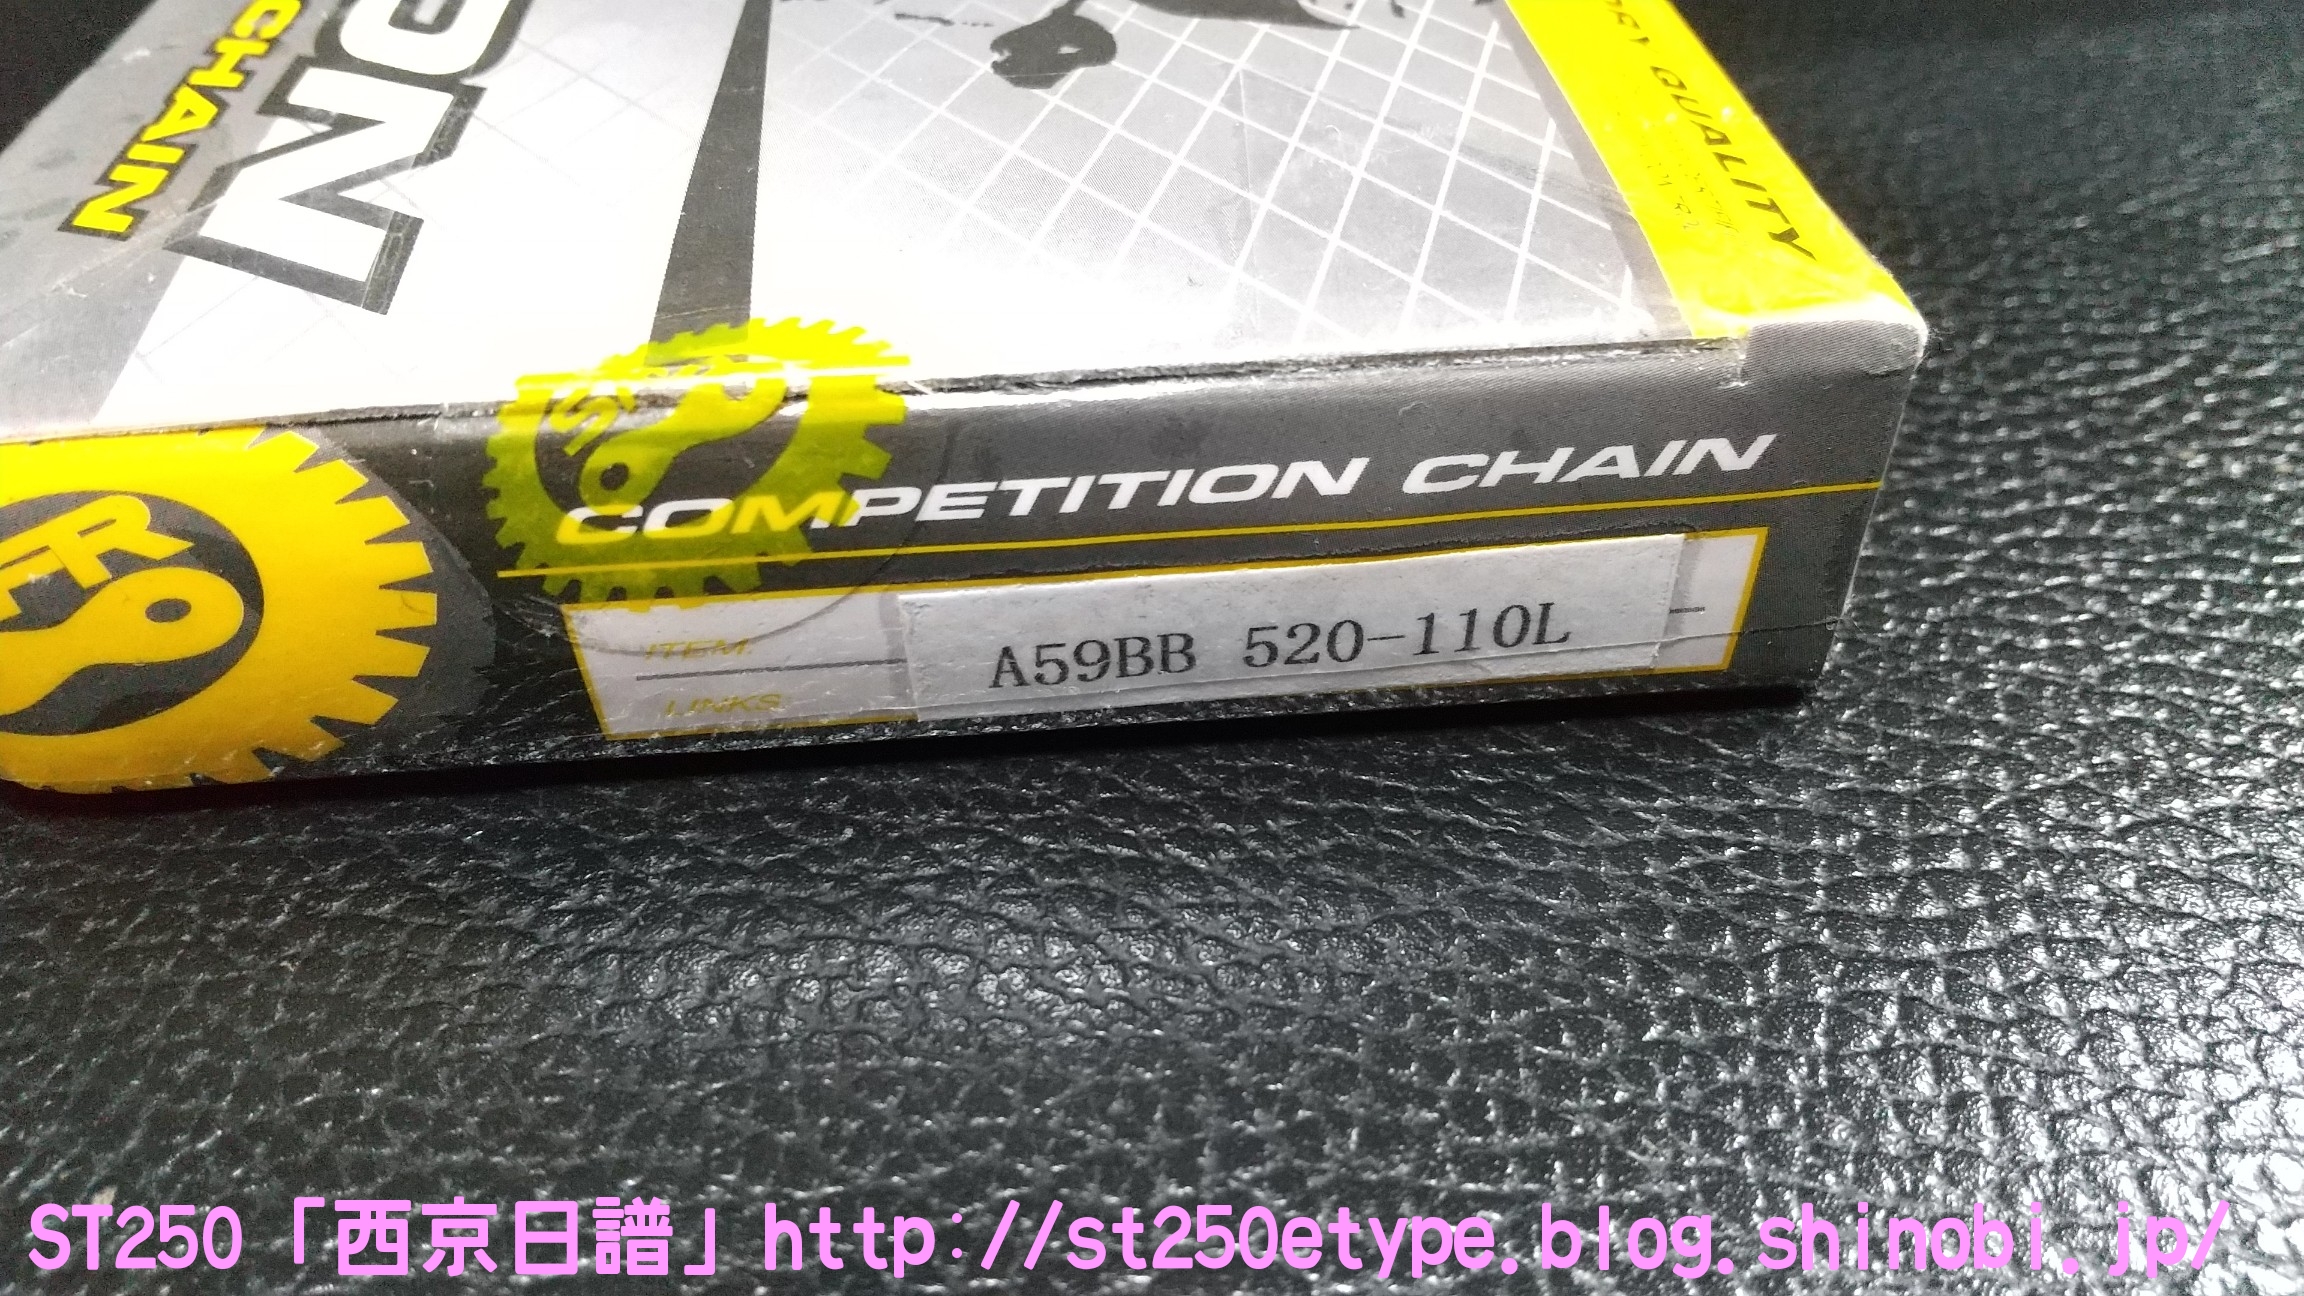 CHAIN
QUALITY
COMPETITION CHAIN
ITEM.
A59BB 520-110L
LINKS
ST250「西京日譜」http://st250etype.blog.shinobi.jp/